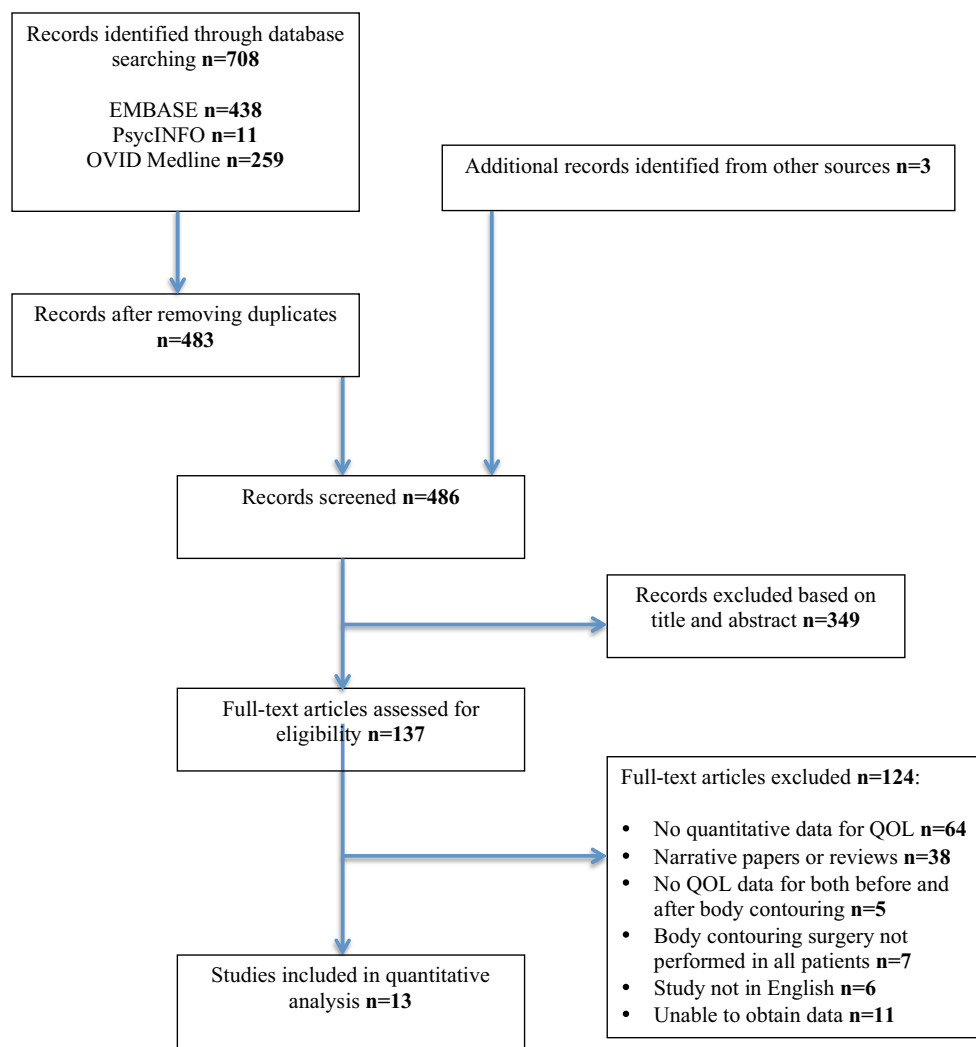 Records identified through database
searching n=708
EMBASE n=438
PsycINFO n=11
OVID Medline n=259
Additional records identified from other sources n=3
Records after removing duplicates
n=483
Records screened n=486
Records excluded based on
title and abstract n=349
Full-text articles assessed for
eligibility n=137
Full-text articles excluded n=124:
• No quantitative data for QOL n=64
• Narrative papers or reviews n=38
• No QOL data for both before and
after body contouring n=5
• Body contouring surgery not
performed in all patients n=7
• Study not in English n=6
• Unable to obtain data n=11
Studies included in quantitative
analysis n=13